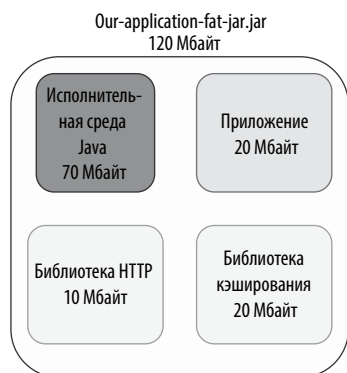 Our-application-fat-jar.jar
120 Мбайт
Исполнитель-
ная среда
Java
70 Мбайт
Приложение
20 Мбайт
Библиотека HTTP
10 Мбайт
Библиотека
кэширования
20 Мбайт